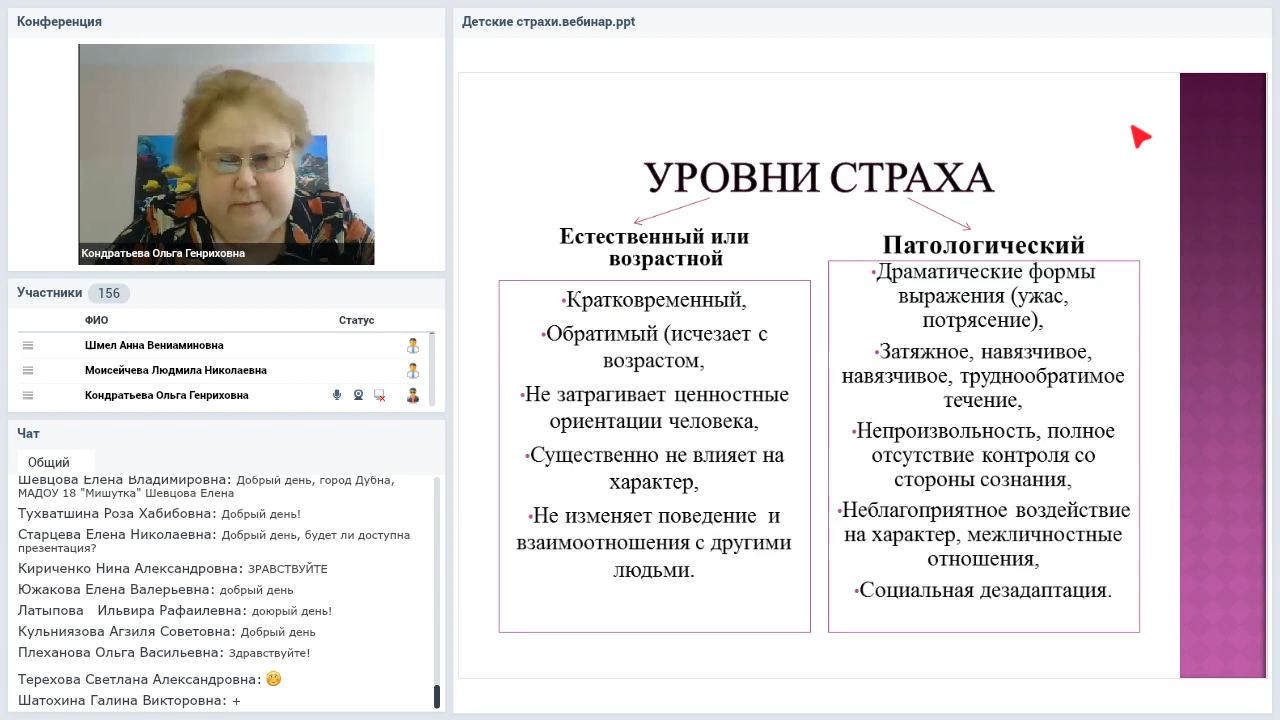 Конференция
Кондратьева Ольга Генриховна
Участники 156
ФИО Статус
Шмел Анна Вениаминовна
Моисейчева Людмила Николаевна
Кондратьева Ольга Генриховна
Чат
Общий
Шевцова Елена Владимировна: Добрый день, город Дубна,
МАДОУ 18 "Мишутка" Шевцова Елена
Тухватшина Роза Хабибовна: Добрый день!
Старцева Елена Николаевна: Добрый день, будет ли доступна
презентация?
Кириченко Нина Александровна: ЗРАВСТВУЙТЕ
Южакова Елена Валерьевна: добрый день
Латыпова Ильвира Рафаилевна: доюрый день!
Кульниязова Агзиля Советовна: Добрый день
Плеханова Ольга Васильевна: Здравствуйте!
Терехова Светлана Александровна:
Шатохина Галина Викторовна: +
Детские страхи.вебинар.ppt
УРОВНИ СТРАХА
Естественный или
возрастной
•Кратковременный,
•Обратимый (исчезает с
возрастом,
•Не затрагивает ценностные
ориентации человека,
•Существенно не влияет на
характер,
•Не изменяет поведение и
взаимоотношения с другими
людьми.
Патологический
•Драматические формы
выражения (ужас,
потрясение),
•Затяжное, навязчивое,
навязчивое, труднообратимое
течение,
•Непроизвольность, полное
отсутствие контроля со
стороны сознания,
•Неблагоприятное воздействие
на характер, межличностные
отношения,
•Социальная дезадаптация.